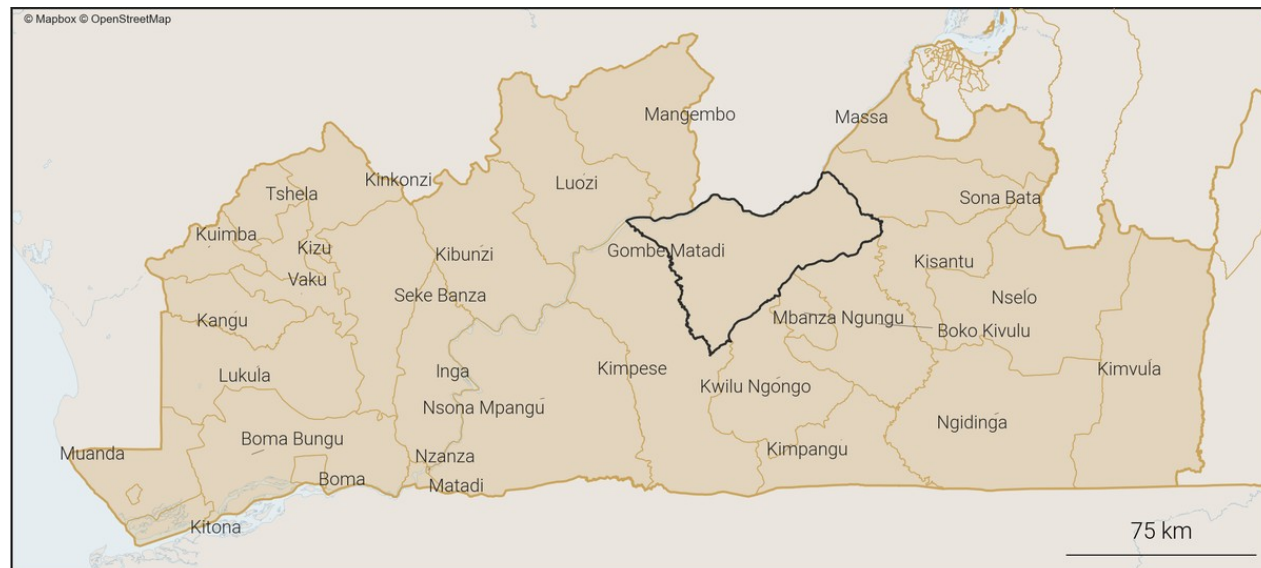 © Mapbox © OpenStreetMap
Mangembo
Massa
Kinkonzi
Luozi
Tshela
Sona Bata
Kuimba
Kizu
Kibunzi
Gombe Matadi
Kisantu
Vaku
Seke Banza
Nselo
Kangu
Mbanza Ngungu
Boko Kivulu
Lukula
Inga
Kimpese
Kimvula
Kwilu Ngongo
Nsona Mpangu
Ngidinga
Boma Bungu
Kimpangu
Muanda
Nzanza
Boma
Matadi
Kitona
75 km